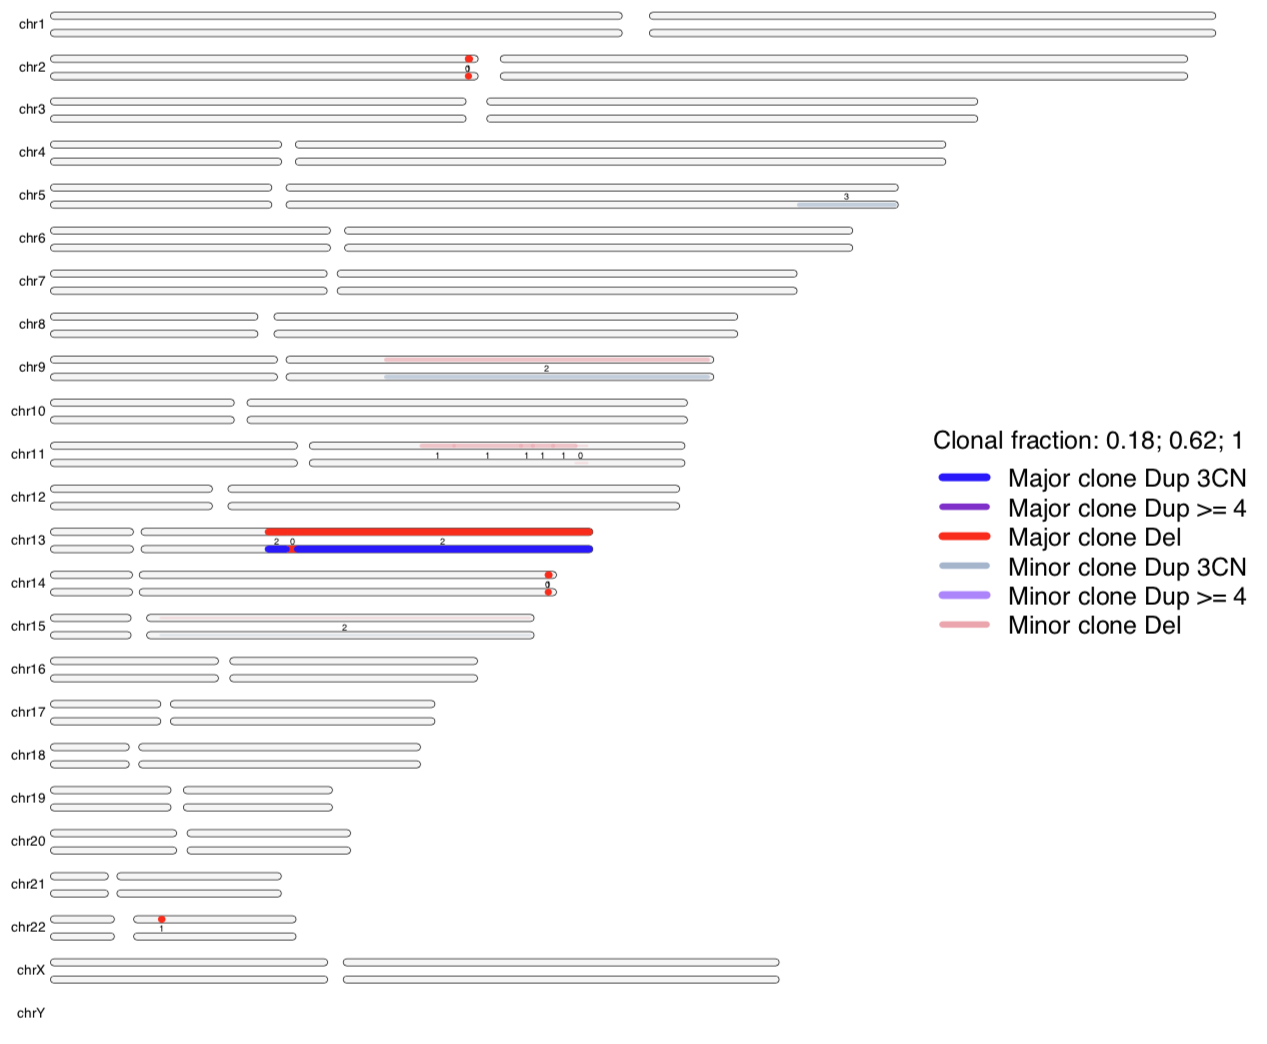 chr1
chr2
chr3
chr4
chr5
3
chr6
chr7
chr8
chr9
2
chr10
chr11
1 1 1 1 1 0
chr12
chr13
2 0 2
chr14
chr15
2
chr16
chr17
chr18
chr19
chr20
chr21
chr22
1
chrX
chrY
Clonal fraction: 0.18; 0.62; 1
Major clone Dup 3CN
Major clone Dup >= 4
Major clone Del
Minor clone Dup 3CN
Minor clone Dup >= 4
Minor clone Del